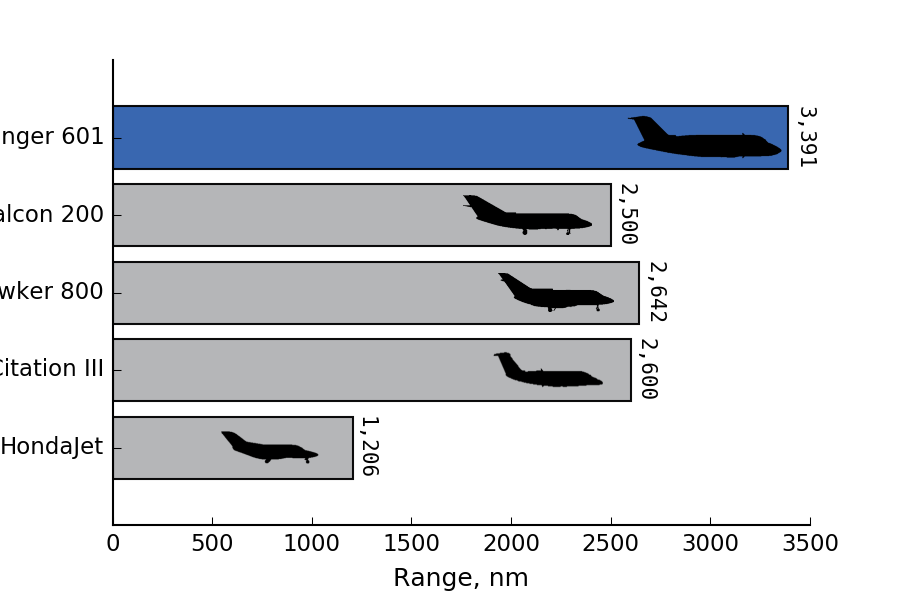 nger 601
3,391
alcon 200
2,500
wker 800
2,642
Citation III
2,600
HondaJet
1,206
0 500 1000 1500 2000 2500 3000 3500
Range, nm